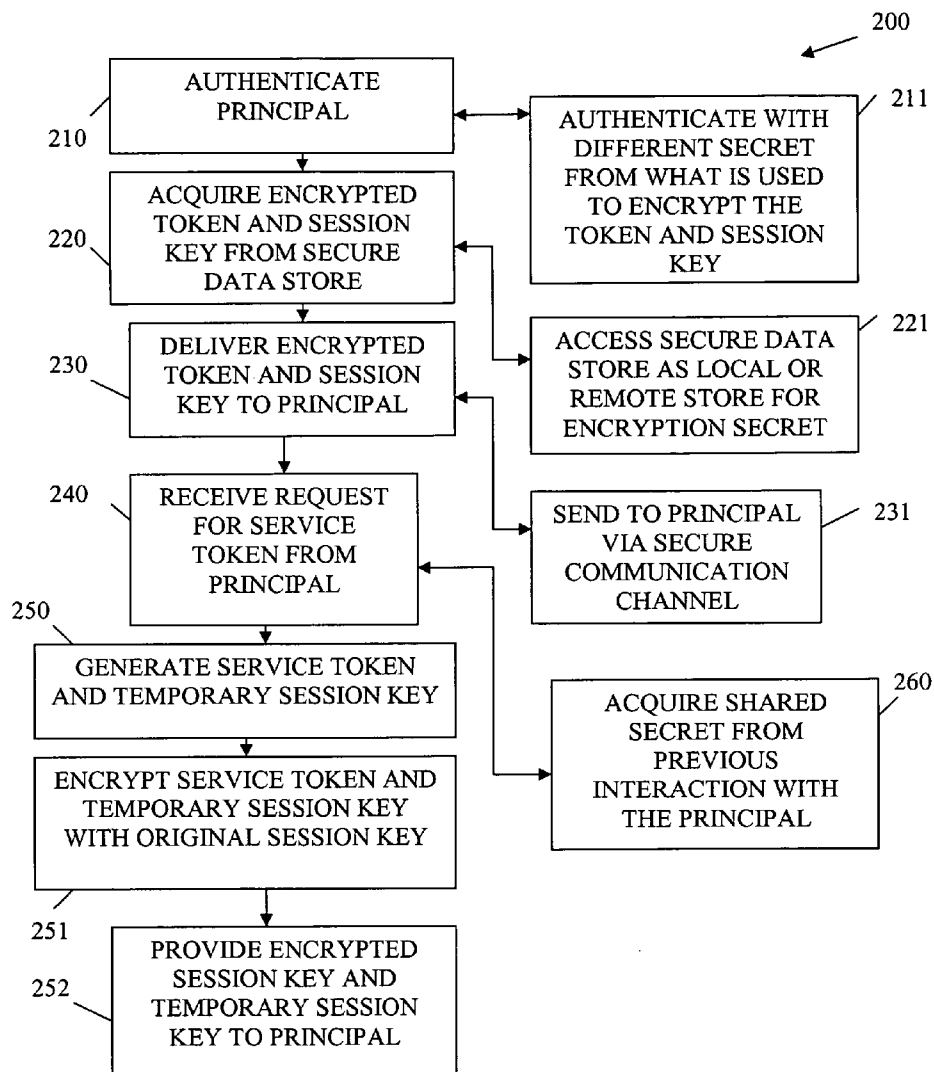 200
AUTHENTICATE
PRINCIPAL
210
AUTHENTICATE WITH
DIFFERENT SECRET
FROM WHAT IS USED
TO ENCRYPT THE
TOKEN AND SESSION
KEY
211
ACQUIRE ENCRYPTED
TOKEN AND SESSION
KEY FROM SECURE
DATA STORE
220
ACCESS SECURE DATA
STORE AS LOCAL OR
REMOTE STORE FOR
ENCRYPTION SECRET
221
DELIVER ENCRYPTED
TOKEN AND SESSION
KEY TO PRINCIPAL
230
SEND TO PRINCIPAL
VIA SECURE
COMMUNICATION
CHANNEL
231
RECEIVE REQUEST
FOR SERVICE
TOKEN FROM
PRINCIPAL
240
250
GENERATE SERVICE TOKEN
AND TEMPORARY SESSION KEY
ACQUIRE SHARED
SECRET FROM
PREVIOUS
INTERACTION WITH
THE PRINCIPAL
260
ENCRYPT SERVICE TOKEN AND
TEMPORARY SESSION KEY
WITH ORIGINAL SESSION KEY
251
PROVIDE ENCRYPTED
SESSION KEY AND
TEMPORARY SESSION
KEY TO PRINCIPAL
252